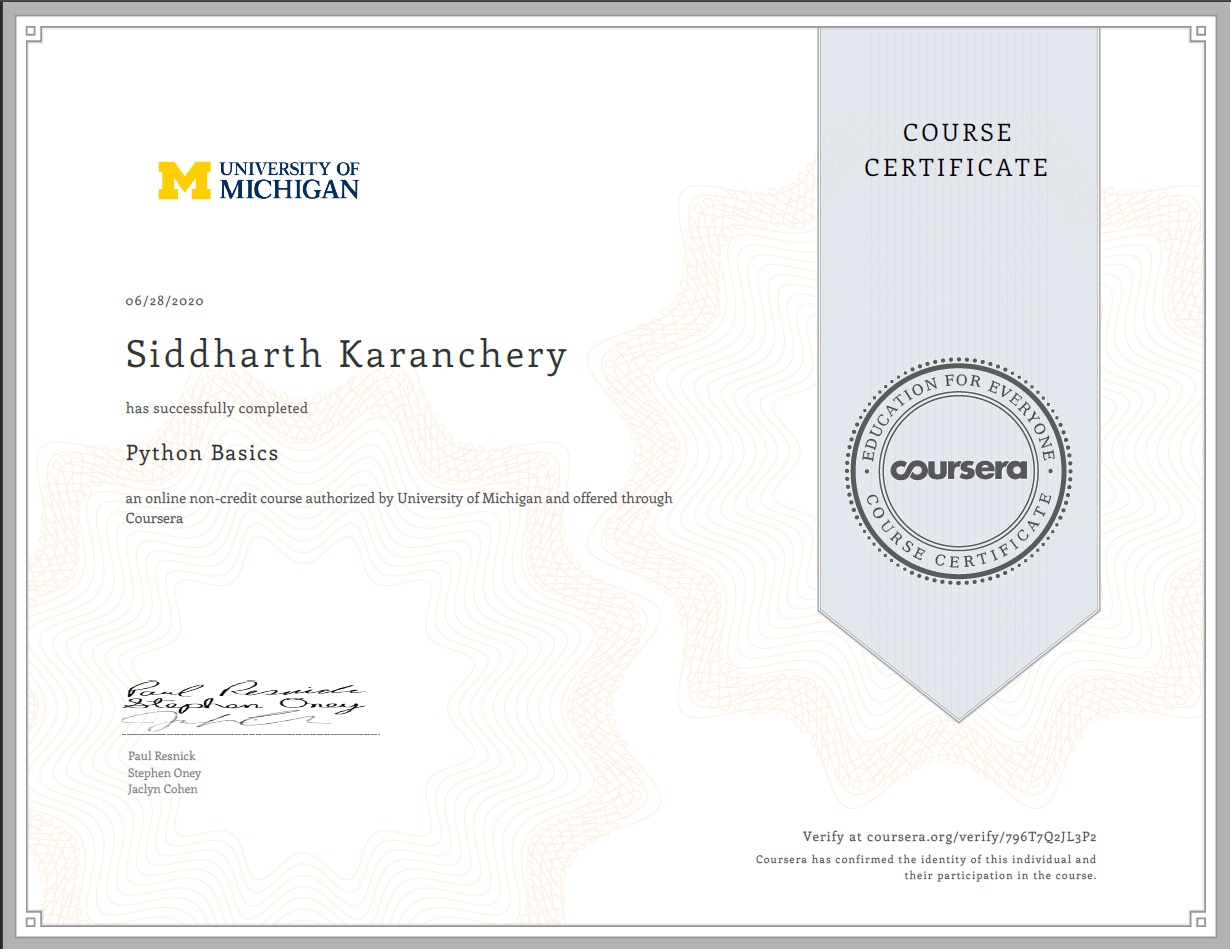 COURSE
CERTIFICATE
UNIVERSITY OF
MICHIGAN
06/28/2020
Siddharth Karanchery
has successfully completed
Python Basics
an online non-credit course authorized by University of Michigan and offered through
Coursera
EDUCATION FOR EVERYONE
coursera
COURSE CERTIFICATE
Paul Resnick
Stephen Oney
Paul Resnick
Stephen Oney
Jaclyn Cohen
Verify at coursera.org/verify/796T7Q2JL3P2
Coursera has confirmed the identity of this individual and
their participation in the course.